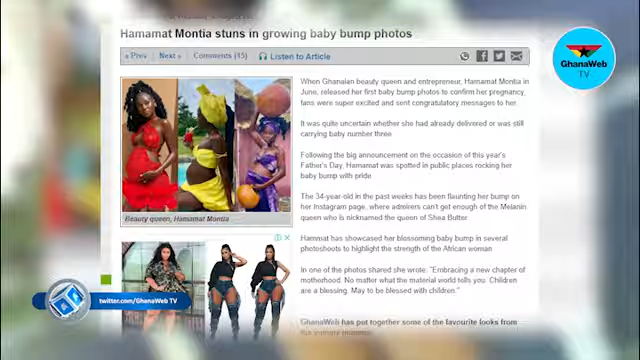 Hamamat Montia stuns in growing baby bump photos
« Prev
Next »
Comments (15)
Listen to Article
GhanaWeb
TV
When Ghanaian beauty queen and entrepreneur, Hamamat Montia in
June, released her first baby bump photos to confirm her pregnancy,
fans were super excited and sent congratulatory messages to her.
It was quite uncertain whether she had already delivered or was still
carrying baby number three
Following the big announcement on the occasion of this year's
Father's Day, Hamamat was spotted in public places rocking her
baby bump with pride
The 34-year-old in the past weeks has been flaunting her bump on
her Instagram page, where admirers can't get enough of the Melanin
queen who is nicknamed the queen of Shea Butter
Beauty queen, Hamamat Montia
Hammat has showcased her blossoming baby bump in several
photoshoots to highlight the strength of the African woman
In one of the photos shared she wrote: "Embracing a new chapter of
motherhood. No matter what the material world tells you. Children
are a blessing. May to be blessed with children."
twitter.com/GhanaWeb TV
GhanaWeb has put together some of the favourite looks from